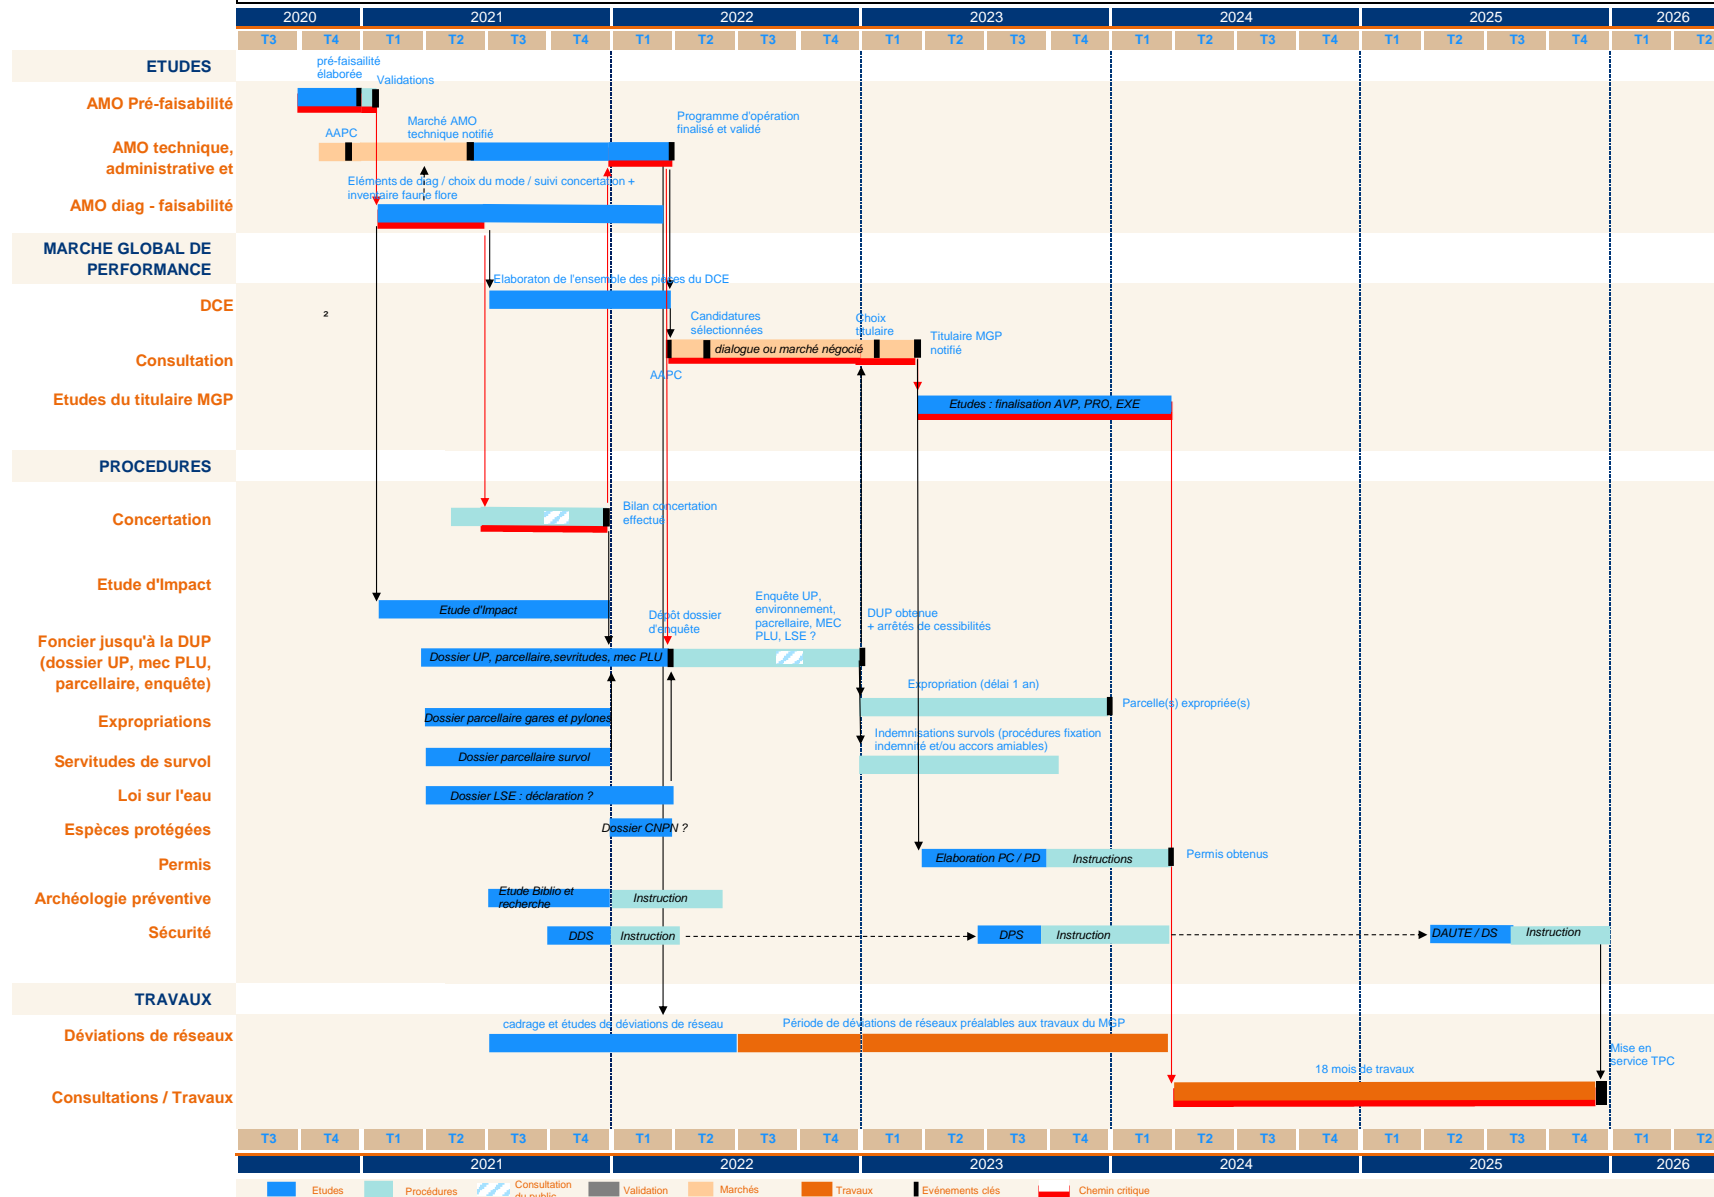 2020 2021 2022 2023 2024 2025 2026
T3 T4 T1 T2 T3 T4 T1 T2 T3 T4 T1 T2 T3 T4 T1 T2 T3 T4 T1 T2 T3 T4 T1 T2
ETUDES
pré-faisailité
élaborée
Validations
AMO Pré-faisabilité
AAPC
Marché AMO
technique notifié
Programme d'opération
finalisé et validé
AMO technique,
administrative et
Eléments de diag / choix du mode / suivi concertation +
inventaire faune flore
AMO diag - faisabilité
MARCHE GLOBAL DE
PERFORMANCE
Elaboraton de l'ensemble des pièces du DCE
DCE
²
Candidatures
sélectionnées
Choix
titulaire
Titulaire MGP
notifié
dialogue ou marché négocié
Consultation
AAPC
Etudes du titulaire MGP
Etudes : finalisation AVP, PRO, EXE
PROCEDURES
Concertation
Bilan concertation
effectué
Etude d'Impact
Etude d'Impact
Dépôt dossier
d'enquête
Enquête UP,
environnement,
pacrellaire, MEC
PLU, LSE ?
DUP obtenue
+ arrêtés de cessibilités
Foncier jusqu'à la DUP
(dossier UP, mec PLU,
parcellaire, enquête)
Dossier UP, parcellaire,sevritudes, mec PLU
Expropriation (délai 1 an)
Parcelle(s) expropriée(s)
Expropriations
Dossier parcellaire gares et pylones
Indemnisations survols (procédures fixation
indemnité et/ou accors amiables)
Servitudes de survol
Dossier parcellaire survol
Loi sur l'eau
Dossier LSE : déclaration ?
Espèces protégées
Dossier CNPN ?
Permis
Elaboration PC / PD
Instructions
Permis obtenus
Archéologie préventive
Etude Biblio et
recherche
Instruction
Sécurité
DDS
Instruction
DPS
Instruction
DAUTE / DS
Instruction
TRAVAUX
cadrage et études de déviations de réseau
Période de déviations de réseaux préalables aux travaux du MGP
Déviations de réseaux
Mise en
service TPC
18 mois de travaux
Consultations / Travaux
T3 T4 T1 T2 T3 T4 T1 T2 T3 T4 T1 T2 T3 T4 T1 T2 T3 T4 T1 T2 T3 T4 T1 T2
2021 2022 2023 2024 2025 2026
Etudes
Procédures
Consultation
du public
Validation
Marchés
Travaux
Evénements clés
Chemin critique